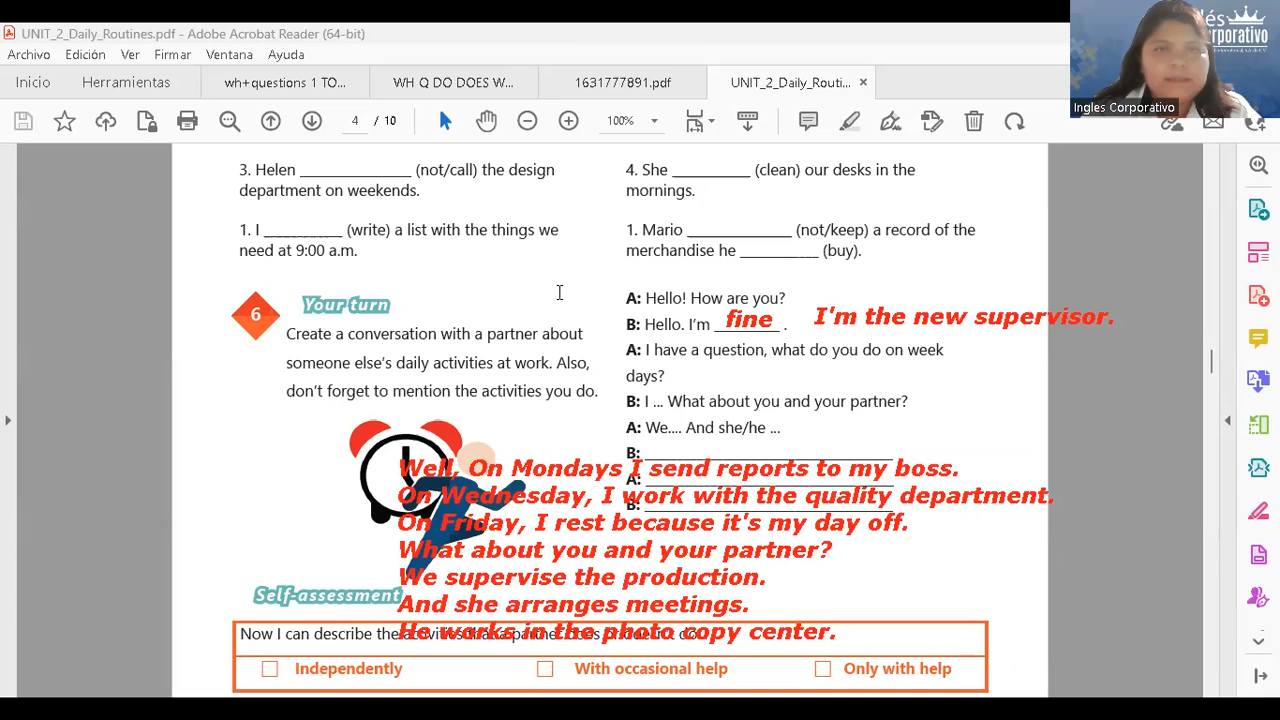 UNIT_2_Daily_Routines.pdf - Adobe Acrobat Reader (64-bit)
Archivo Edición Ver Firmar Ventana Ayuda
Inicio Herramientas wh+questions 1 TO... WH Q DO DOES W... 1631777891.pdf UNIT_2_Daily_Routi... ×
4 / 10 100%
Ingles Corporativo
orporativo
3. Helen ______________ (not/call) the design
department on weekends.
1. I __________ (write) a list with the things we
need at 9:00 a.m.
4. She __________ (clean) our desks in the
mornings.
1. Mario _____________ (not/keep) a record of the
merchandise he __________ (buy).
6 Your turn
Create a conversation with a partner about
someone else's daily activities at work. Also,
don't forget to mention the activities you do.
A: Hello! How are you?
B: Hello. I'm fine . I'm the new supervisor.
A: I have a question, what do you do on week
days?
B: I ... What about you and your partner?
A: We.... And she/he ...
B: ______________________________
A: ______________________________
B: ______________________________
Well, On Mondays I send reports to my boss.
On Wednesday, I work with the quality department.
On Friday, I rest because it's my day off.
What about you and your partner?
We supervise the production.
And she arranges meetings.
He works in the photo copy center.
Self-assessment
Now I can describe the activities
Independently With occasional help Only with help